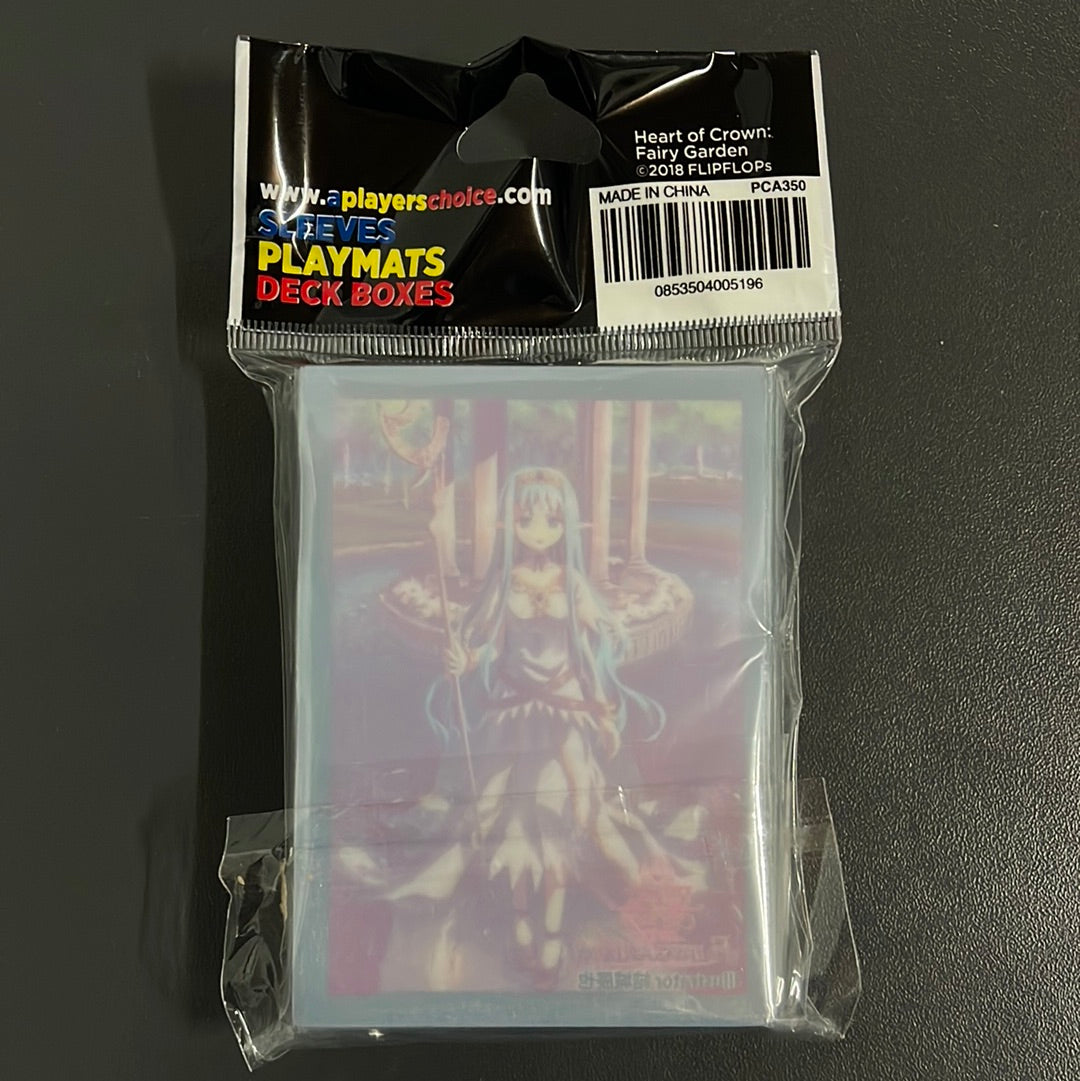 www.aplayerschoice.com
SLEEVES
PLAYMATS
DECK BOXES
Heart of Crown:
Fairy Garden
©2018 FLIPFLOPs
MADE IN CHINA PCA350
0853504005196
Illustrator